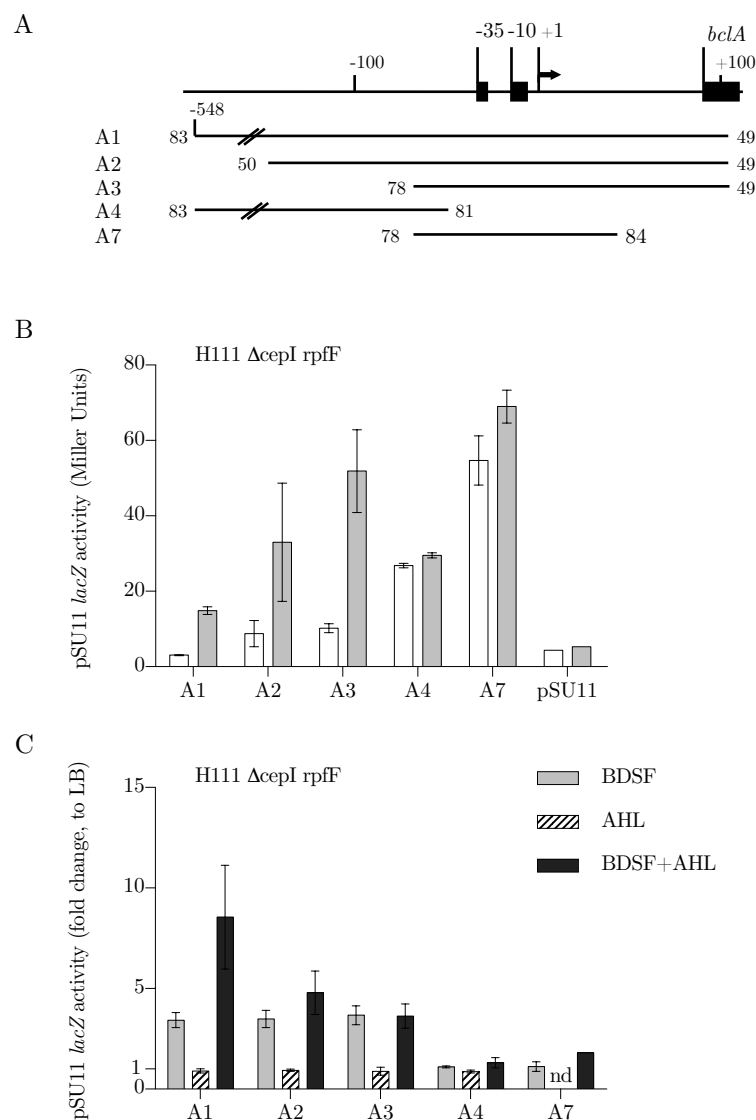 A
-35 -10 +1 bclA
-100 +100
-548
A1 83 49
A2 50 49
A3 78 49
A4 83 81
A7 78 84
B
H111 ΔcepI rpfF
pSU11 lacZ activity (Miller Units)
80
60
40
20
0
A1 A2 A3 A4 A7 pSU11
C
H111 ΔcepI rpfF
pSU11 lacZ activity (fold change, to LB)
15
10
5
1
0
BDSF
AHL
BDSF+AHL
nd
A1 A2 A3 A4 A7